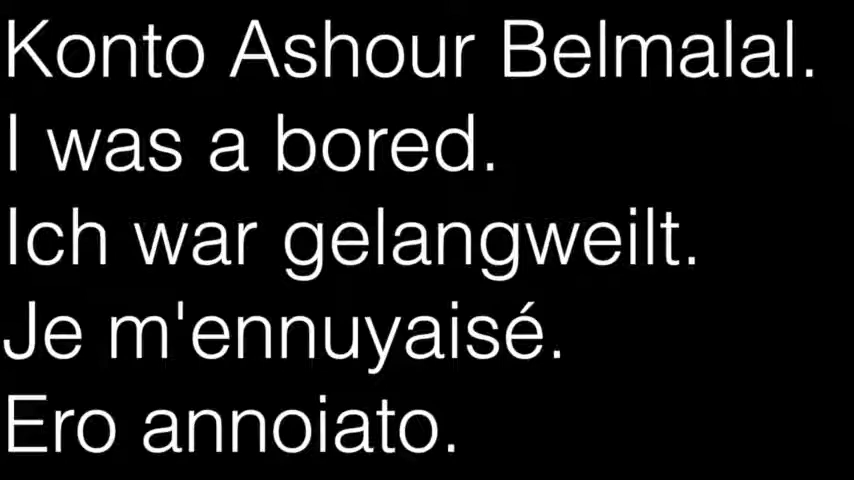 Konto Ashour Belmalal.
I was a bored.
Ich war gelangweilt.
Je m'ennuyaisé.
Ero annoiato.